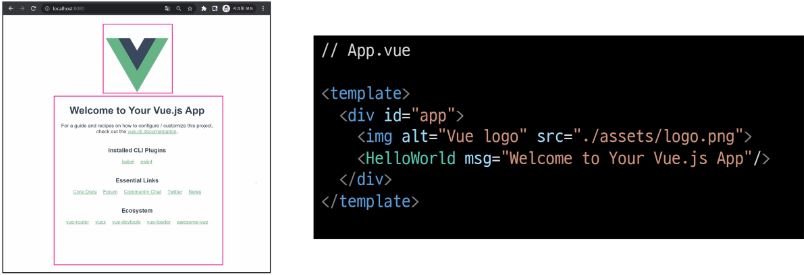 localhost:8080
Welcome to Your Vue.js App
For a guide and recipes on how to configure / customize this project,
check out the vue-cli documentation.
Installed CLI Plugins
babel eslint
Essential Links
Core Docs Forum Community Chat Twitter News
Ecosystem
vue-router vuex vue-devtools vue-loader awesome-vue
// App.vue
<template>
<div id="app">
<img alt="Vue logo" src="./assets/logo.png">
<HelloWorld msg="Welcome to Your Vue.js App"/>
</div>
</template>